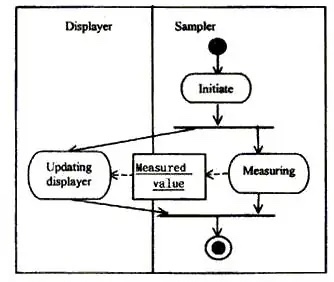 Displayer
Sampler
Initiate
Updating
displayer
Measured
value
Measuring